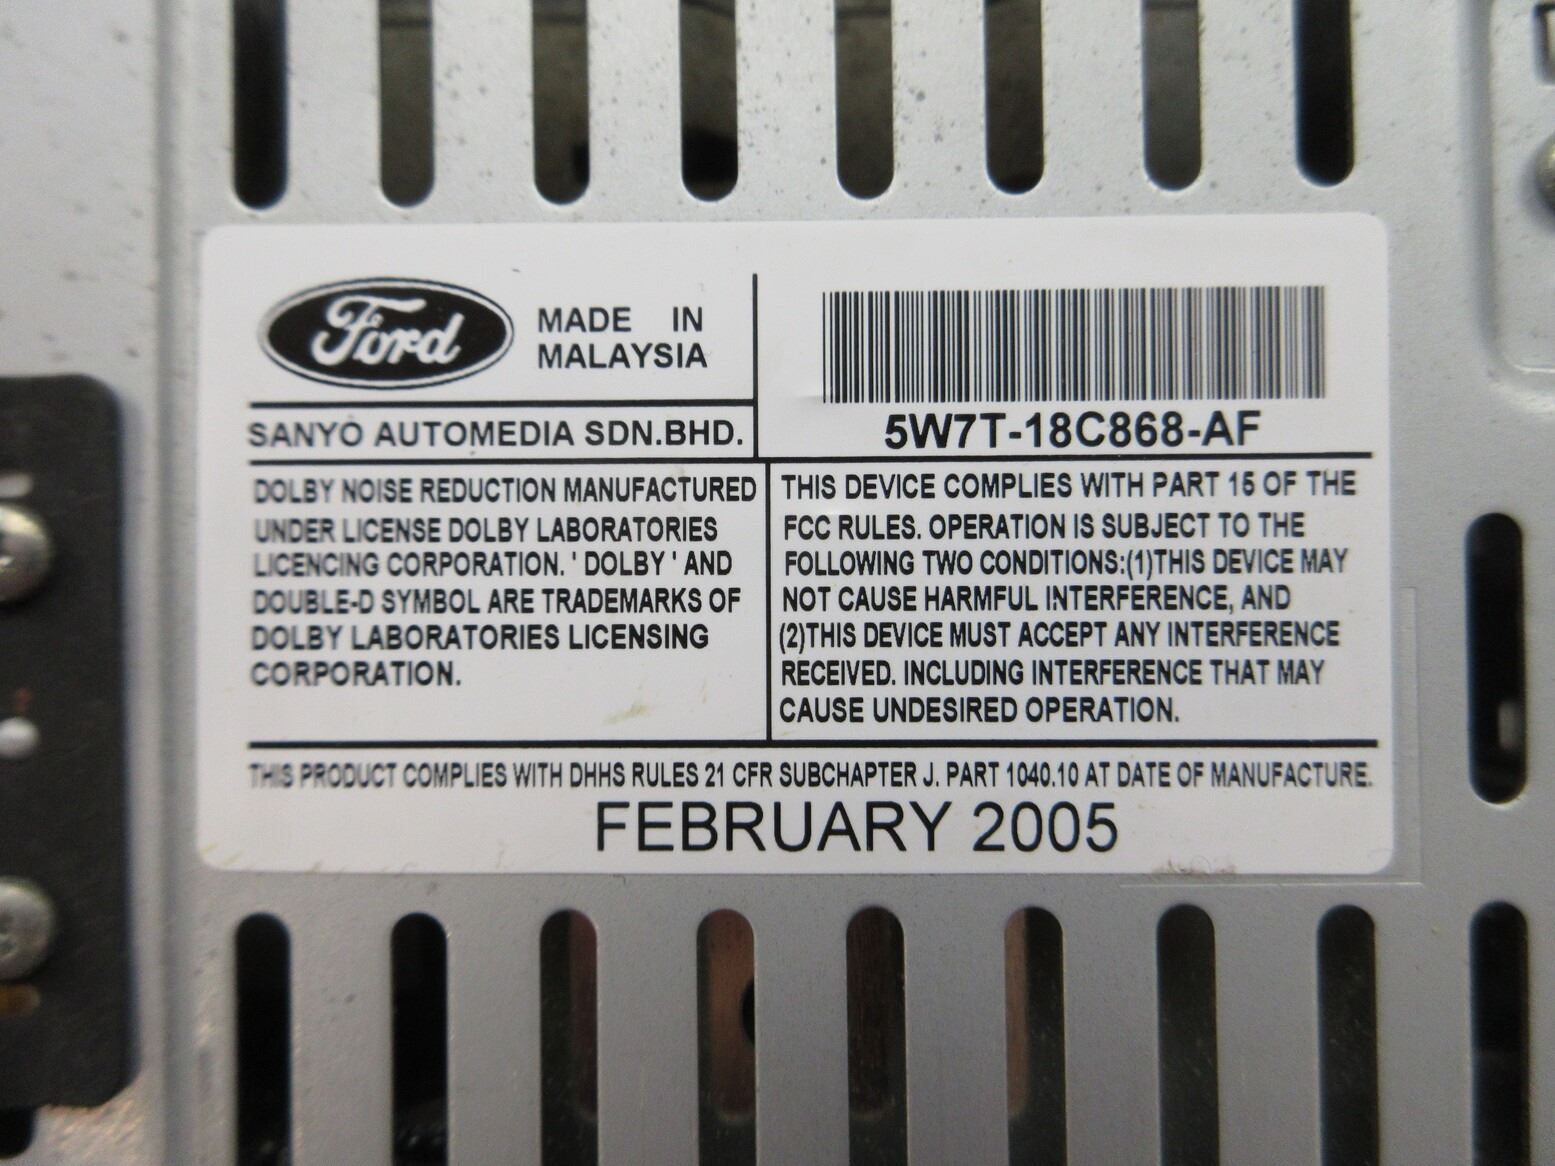 Ford
MADE IN
MALAYSIA
SANYO AUTOMEDIA SDN.BHD.
5W7T-18C868-AF
DOLBY NOISE REDUCTION MANUFACTURED
UNDER LICENSE DOLBY LABORATORIES
LICENCING CORPORATION. ' DOLBY ' AND
DOUBLE-D SYMBOL ARE TRADEMARKS OF
DOLBY LABORATORIES LICENSING
CORPORATION.
THIS DEVICE COMPLIES WITH PART 15 OF THE
FCC RULES. OPERATION IS SUBJECT TO THE
FOLLOWING TWO CONDITIONS:(1)THIS DEVICE MAY
NOT CAUSE HARMFUL INTERFERENCE, AND
(2)THIS DEVICE MUST ACCEPT ANY INTERFERENCE
RECEIVED. INCLUDING INTERFERENCE THAT MAY
CAUSE UNDESIRED OPERATION.
THIS PRODUCT COMPLIES WITH DHHS RULES 21 CFR SUBCHAPTER J. PART 1040.10 AT DATE OF MANUFACTURE.
FEBRUARY 2005